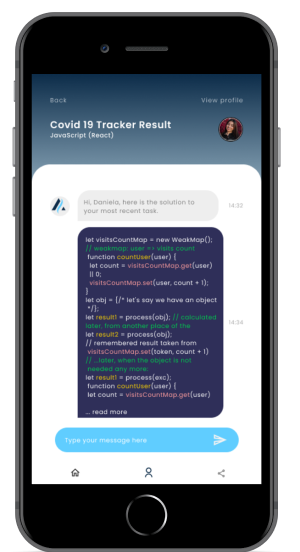 Back
View profile
Covid 19 Tracker Result
JavaScript (React)
Hi, Daniela, here is the solution to
your most recent task.
14:32
let visitsCountMap = new WeakMap();
// weakmap: user => visits count
function countUser(user) {
let count = visitsCountMap.get(user)
|| 0;
visitsCountMap.set(user, count + 1);
}
let obj = {/* let's say we have an object
*/};
let result1 = process(obj); // calculated
later: from another place of the
let result2 = process(obj);
// remembered result taken from
visitsCountMap.set(token, count + 1)
// ...later, when the object is not
needed any more:
let result1 = process(exc);
function countUser(user) {
let count = visitsCountMap.get(user)
... read more
14:34
Type your message here